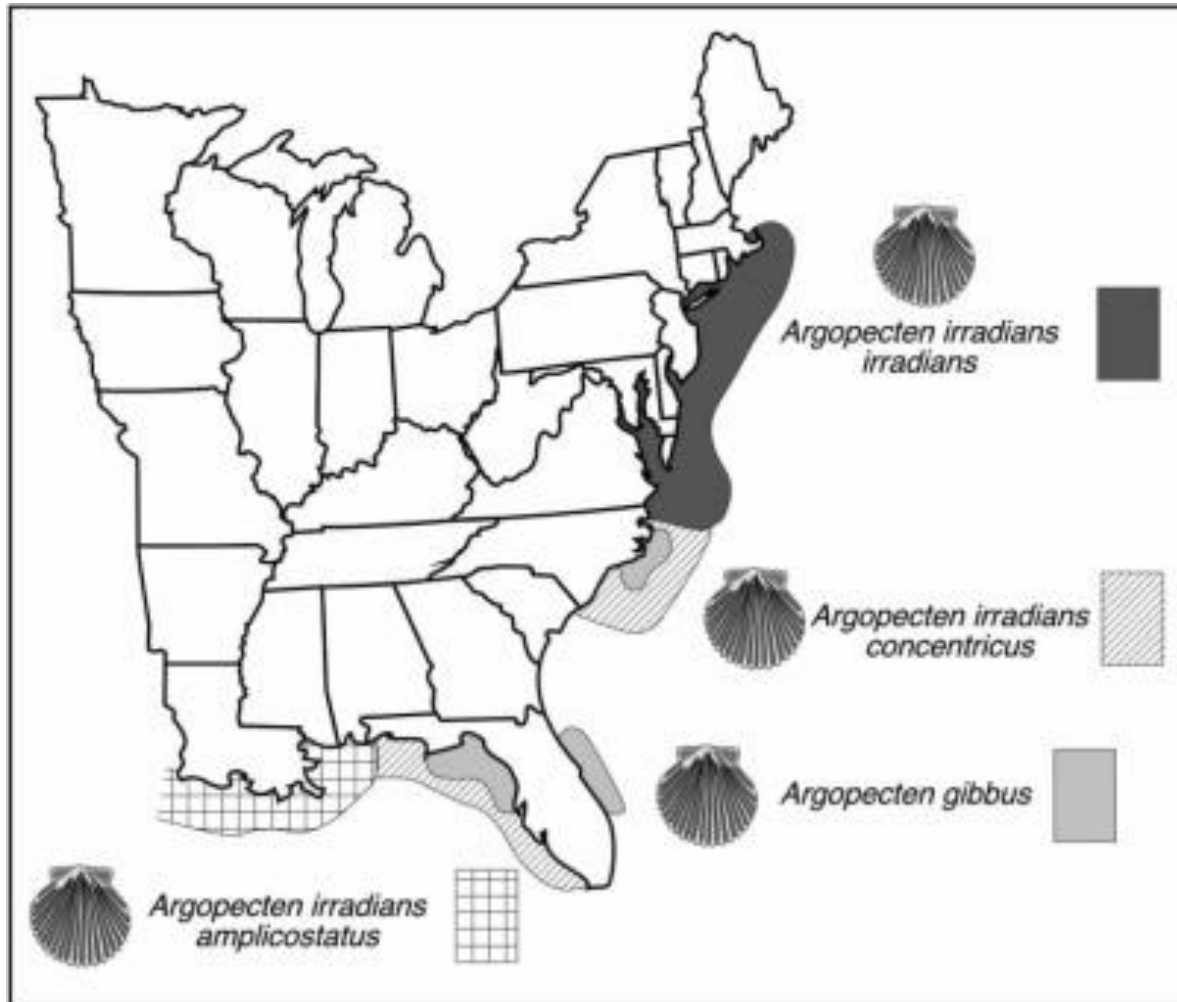 Argopecten irradians
irradians
Argopecten irradians
concentricus
Argopecten gibbus
Argopecten irradians
amplicostatus